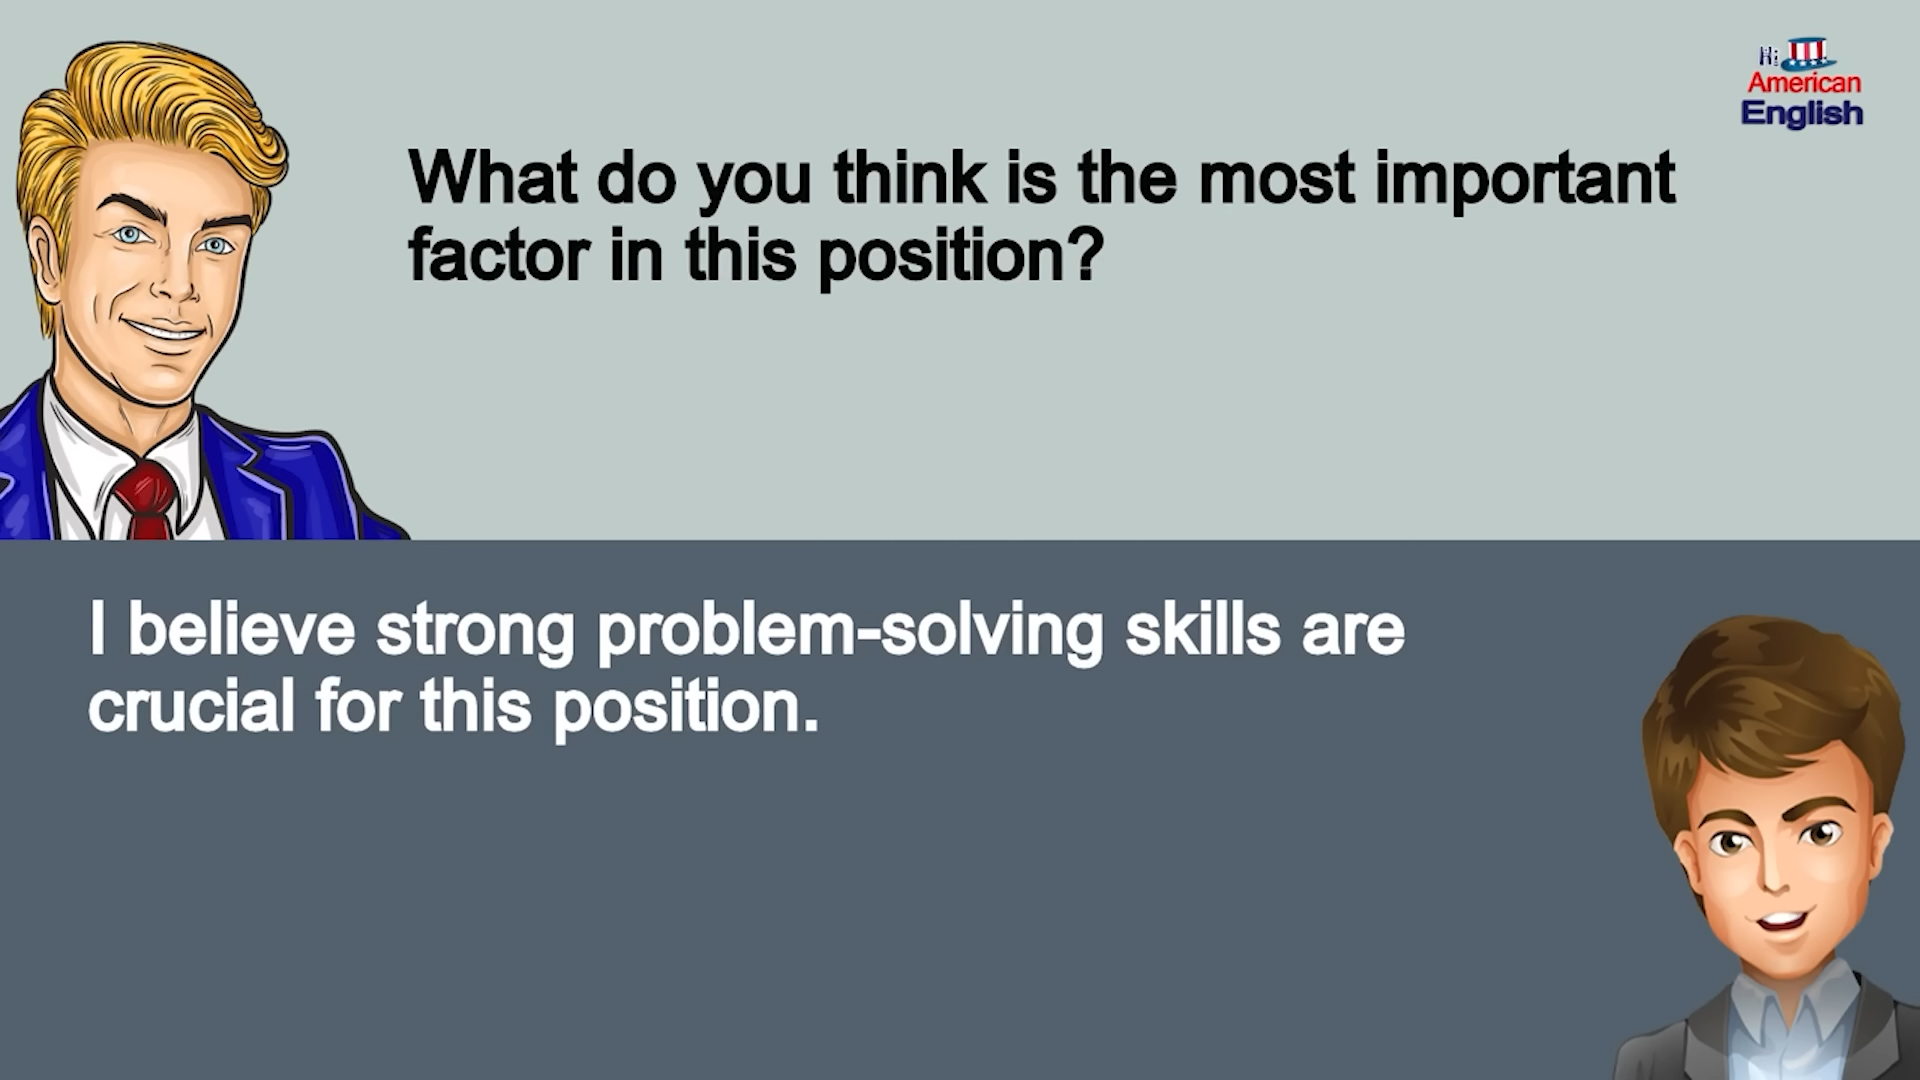 Hi
American
English
What do you think is the most important
factor in this position?
I believe strong problem-solving skills are
crucial for this position.